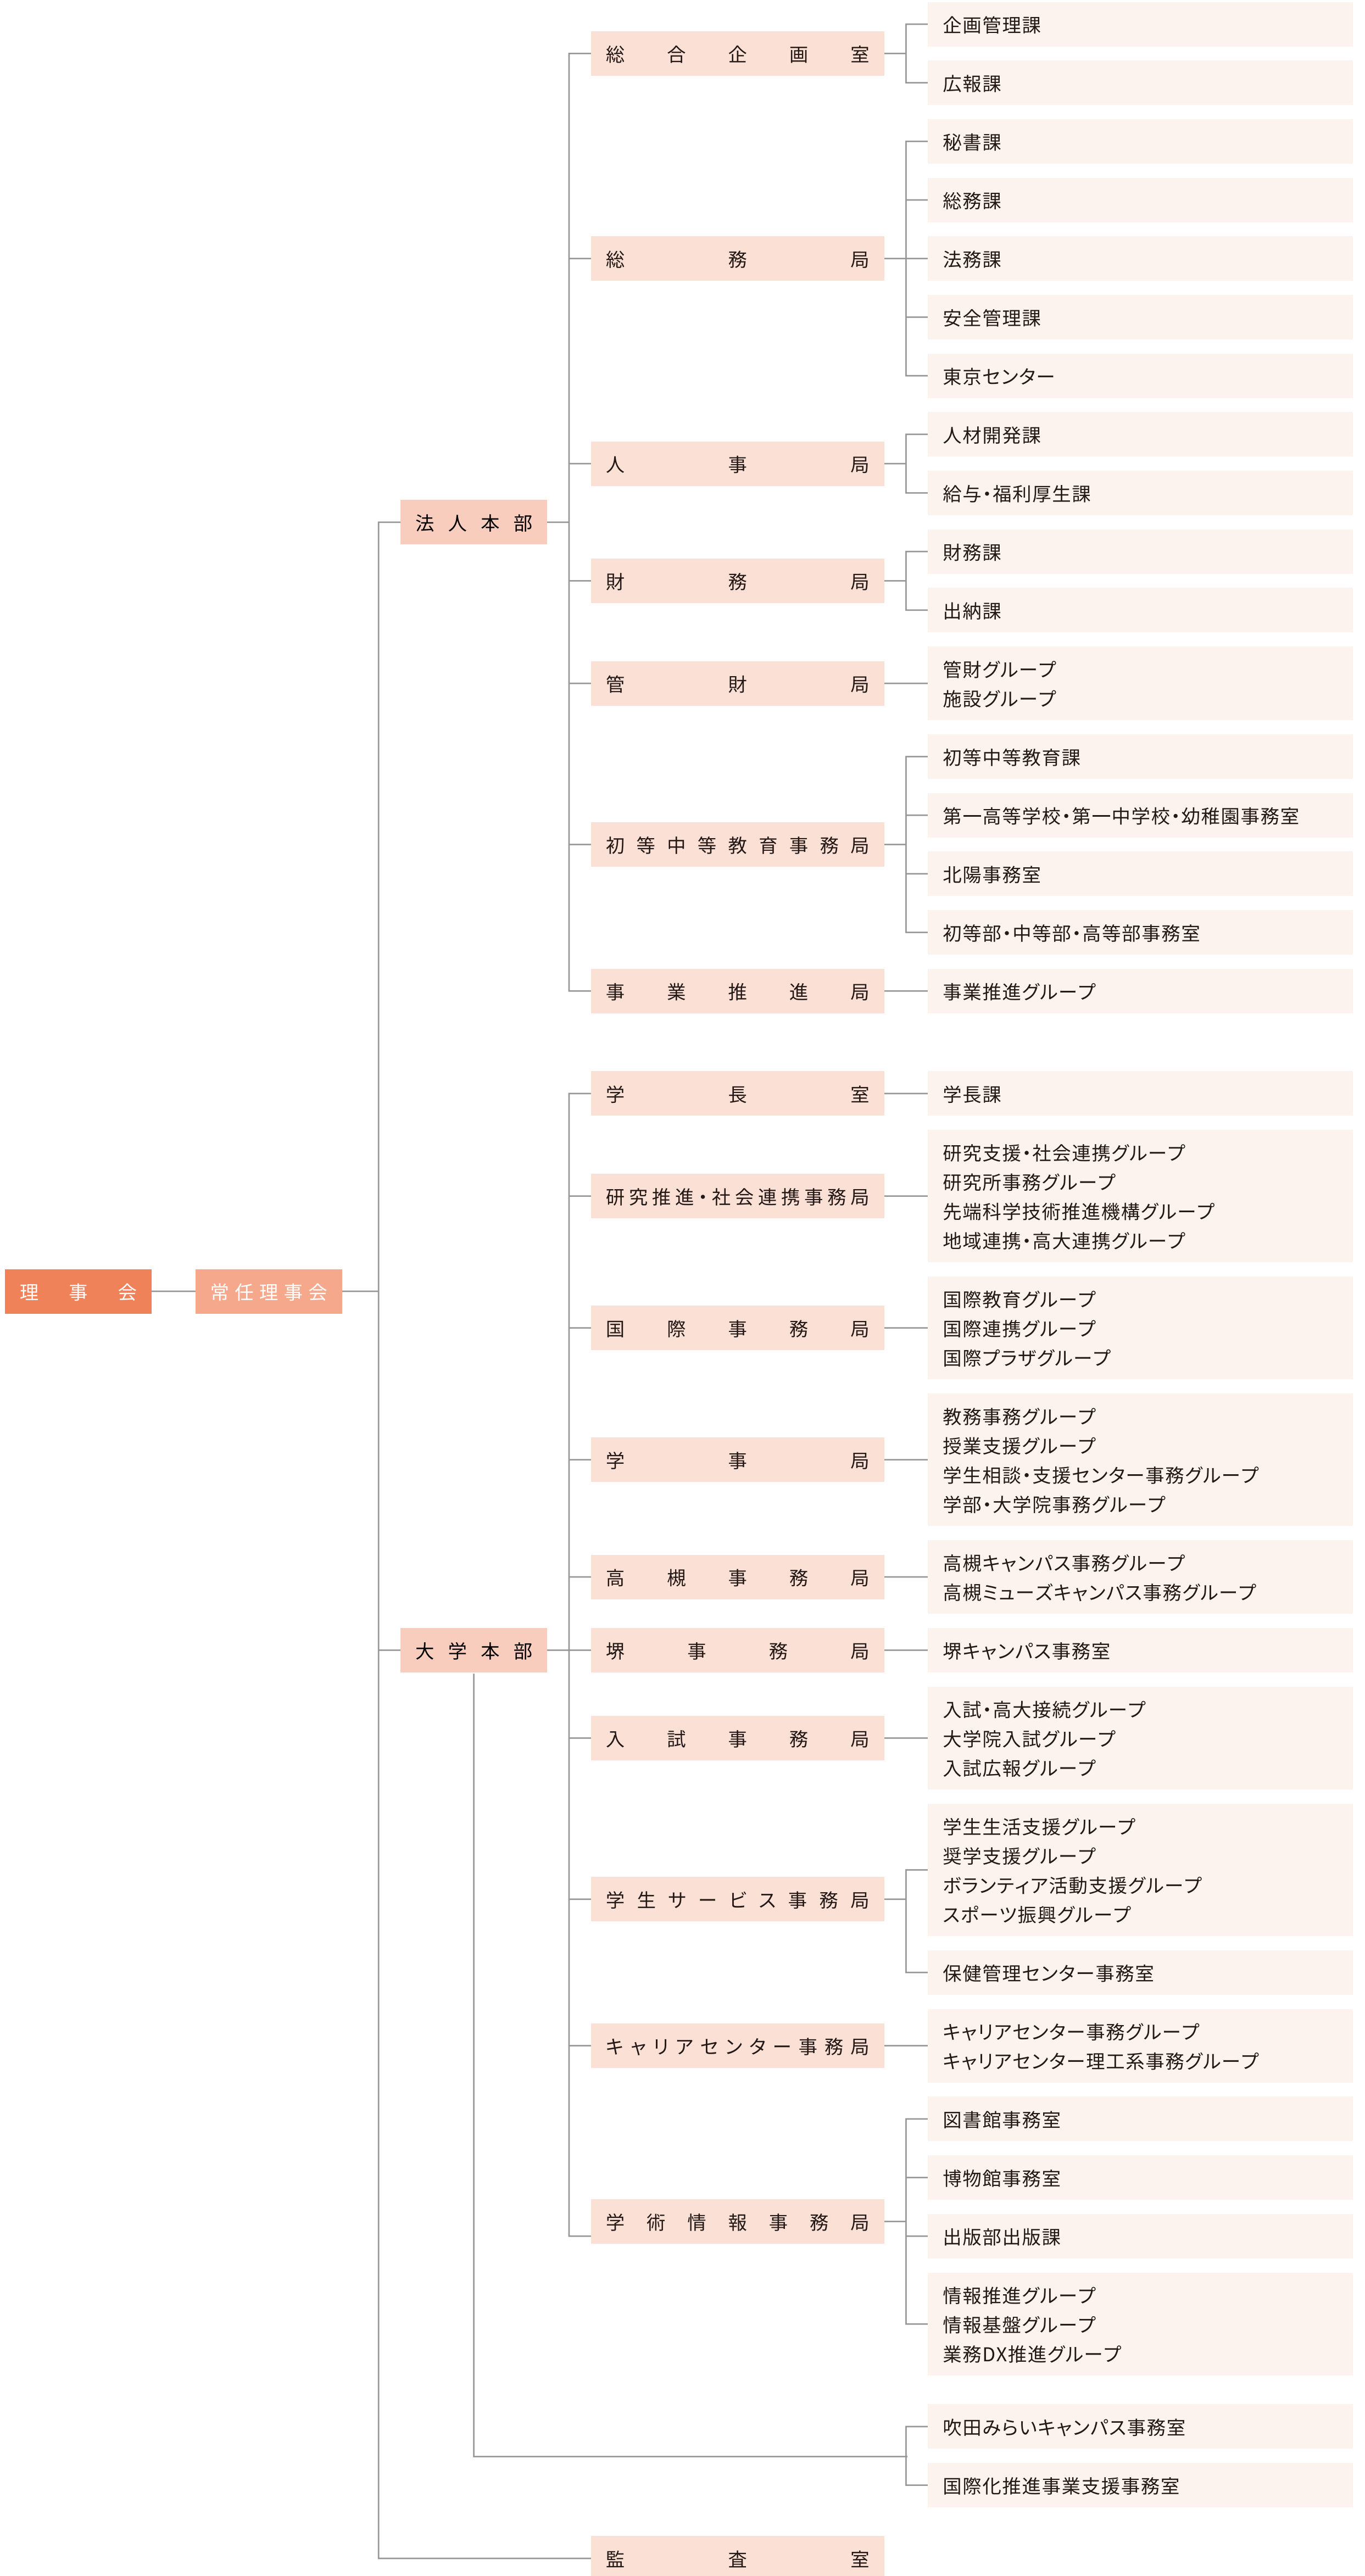 理事会
常任理事会
法人本部
総合企画室
企画管理課
広報課
総務局
秘書課
総務課
法務課
安全管理課
東京センター
人事局
人材開発課
給与・福利厚生課
財務局
財務課
出納課
管財局
管財グループ
施設グループ
初等中等教育事務局
初等中等教育課
第一高等学校・第一中学校・幼稚園事務室
北陽事務室
初等部・中等部・高等部事務室
事業推進局
事業推進グループ
大学本部
学長室
学長課
研究推進・社会連携事務局
研究支援・社会連携グループ
研究所事務グループ
先端科学技術推進機構グループ
地域連携・高大連携グループ
国際事務局
国際教育グループ
国際連携グループ
国際プラザグループ
学事局
教務事務グループ
授業支援グループ
学生相談・支援センター事務グループ
学部・大学院事務グループ
高槻事務局
高槻キャンパス事務グループ
高槻ミューズキャンパス事務グループ
堺事務局
堺キャンパス事務室
入試事務局
入試・高大接続グループ
大学院入試グループ
入試広報グループ
学生サービス事務局
学生生活支援グループ
奨学支援グループ
ボランティア活動支援グループ
スポーツ振興グループ
保健管理センター事務室
キャリアセンター事務局
キャリアセンター事務グループ
キャリアセンター理工系事務グループ
学術情報事務局
図書館事務室
博物館事務室
出版部出版課
情報推進グループ
情報基盤グループ
業務DX推進グループ
吹田みらいキャンパス事務室
国際化推進事業支援事務室
監査室